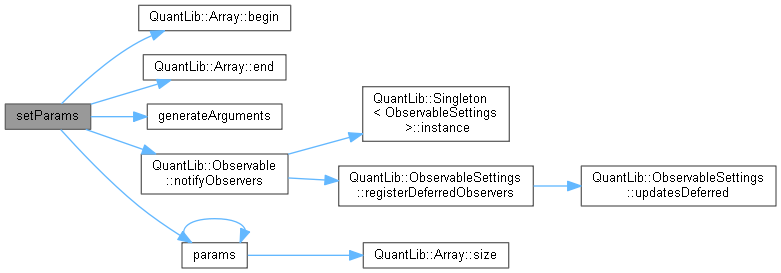 QuantLib::Array::begin
QuantLib::Array::end
setParams
generateArguments
QuantLib::Observable
::notifyObservers
params
QuantLib::Singleton
< ObservableSettings
>::instance
QuantLib::ObservableSettings
::registerDeferredObservers
QuantLib::Array::size
QuantLib::ObservableSettings
::updatesDeferred